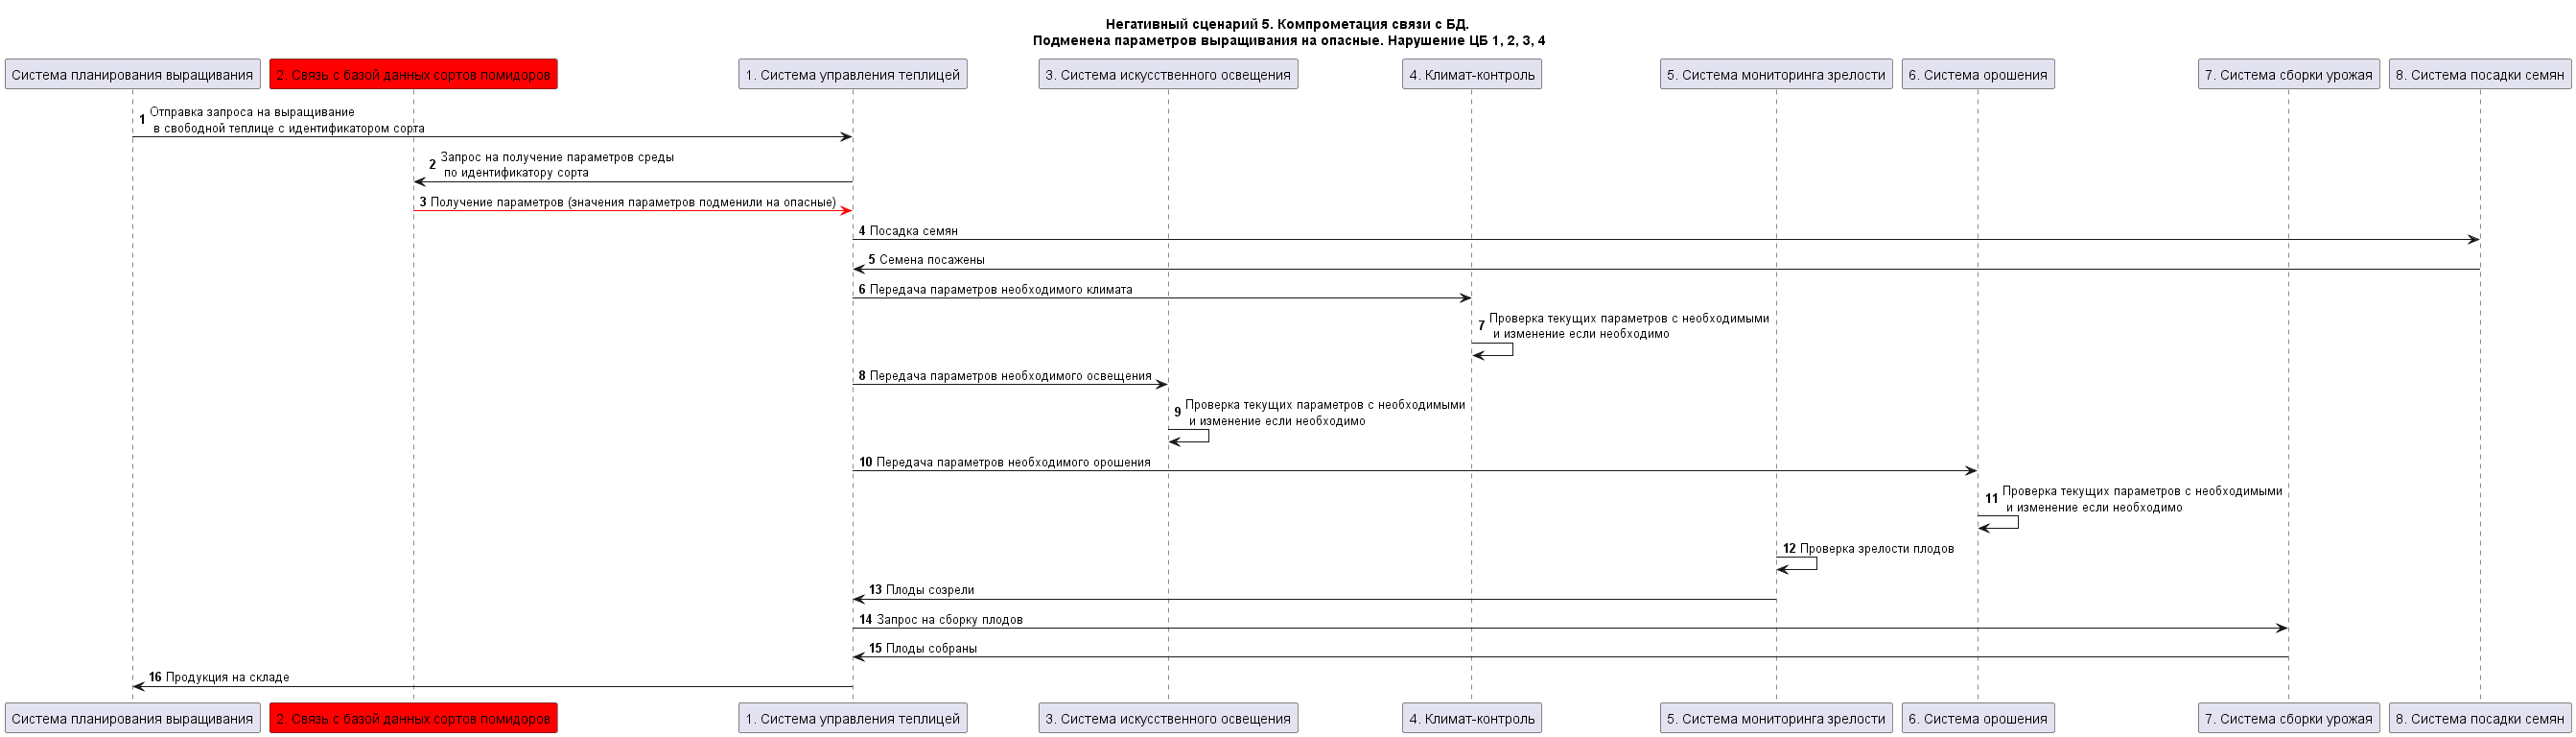 Негативный сценарий 5. Компрометация связи с БД.
Подменена параметров выращивания на опасные. Нарушение ЦБ 1, 2, 3, 4
Система планирования выращивания
2. Связь с базой данных сортов помидоров
1. Система управления теплицей
3. Система искусственного освещения
4. Климат-контроль
5. Система мониторинга зрелости
6. Система орошения
7. Система сборки урожая
8. Система посадки семян
1 Отправка запроса на выращивание
в свободной теплице с идентификатором сорта
2 Запрос на получение параметров среды
по идентификатору сорта
3 Получение параметров (значения параметров подменили на опасные)
4 Посадка семян
5 Семена посажены
6 Передача параметров необходимого климата
7 Проверка текущих параметров с необходимыми
и изменение если необходимо
8 Передача параметров необходимого освещения
9 Проверка текущих параметров с необходимыми
и изменение если необходимо
10 Передача параметров необходимого орошения
11 Проверка текущих параметров с необходимыми
и изменение если необходимо
12 Проверка зрелости плодов
13 Плоды созрели
14 Запрос на сборку плодов
15 Плоды собраны
16 Продукция на складе
Система планирования выращивания
2. Связь с базой данных сортов помидоров
1. Система управления теплицей
3. Система искусственного освещения
4. Климат-контроль
5. Система мониторинга зрелости
6. Система орошения
7. Система сборки урожая
8. Система посадки семян